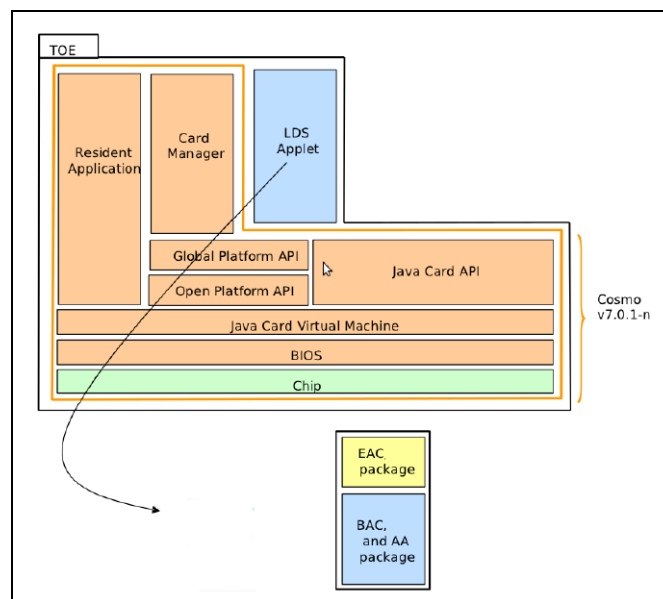 TOE
Resident
Application
Card
Manager
LDS
Applet
Global Platform API
Open Platform API
Java Card API
Java Card Virtual Machine
BIOS
Chip
Cosmo
v7.0.1-n
EAC,
package
BAC,
and AA
package